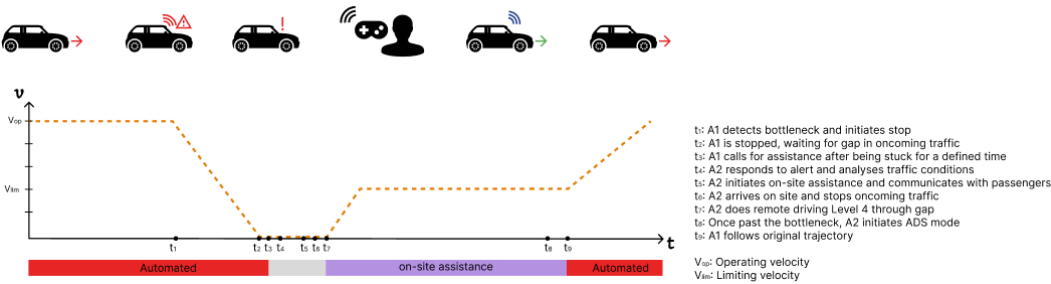 !
v
Vop
Vlim
t1 t2 t3 t4 t5 t6 t7 t8 t9 t
Automated on-site assistance Automated
t1: A1 detects bottleneck and initiates stop
t2: A1 is stopped, waiting for gap in oncoming traffic
t3: A1 calls for assistance after being stuck for a defined time
t4: A2 responds to alert and analyses traffic conditions
t5: A2 initiates on-site assistance and communicates with passengers
t6: A2 arrives on site and stops oncoming traffic
t7: A2 does remote driving Level 4 through gap
t8: Once past the bottleneck, A2 initiates ADS mode
t9: A1 follows original trajectory
Vop: Operating velocity
Vlim: Limiting velocity